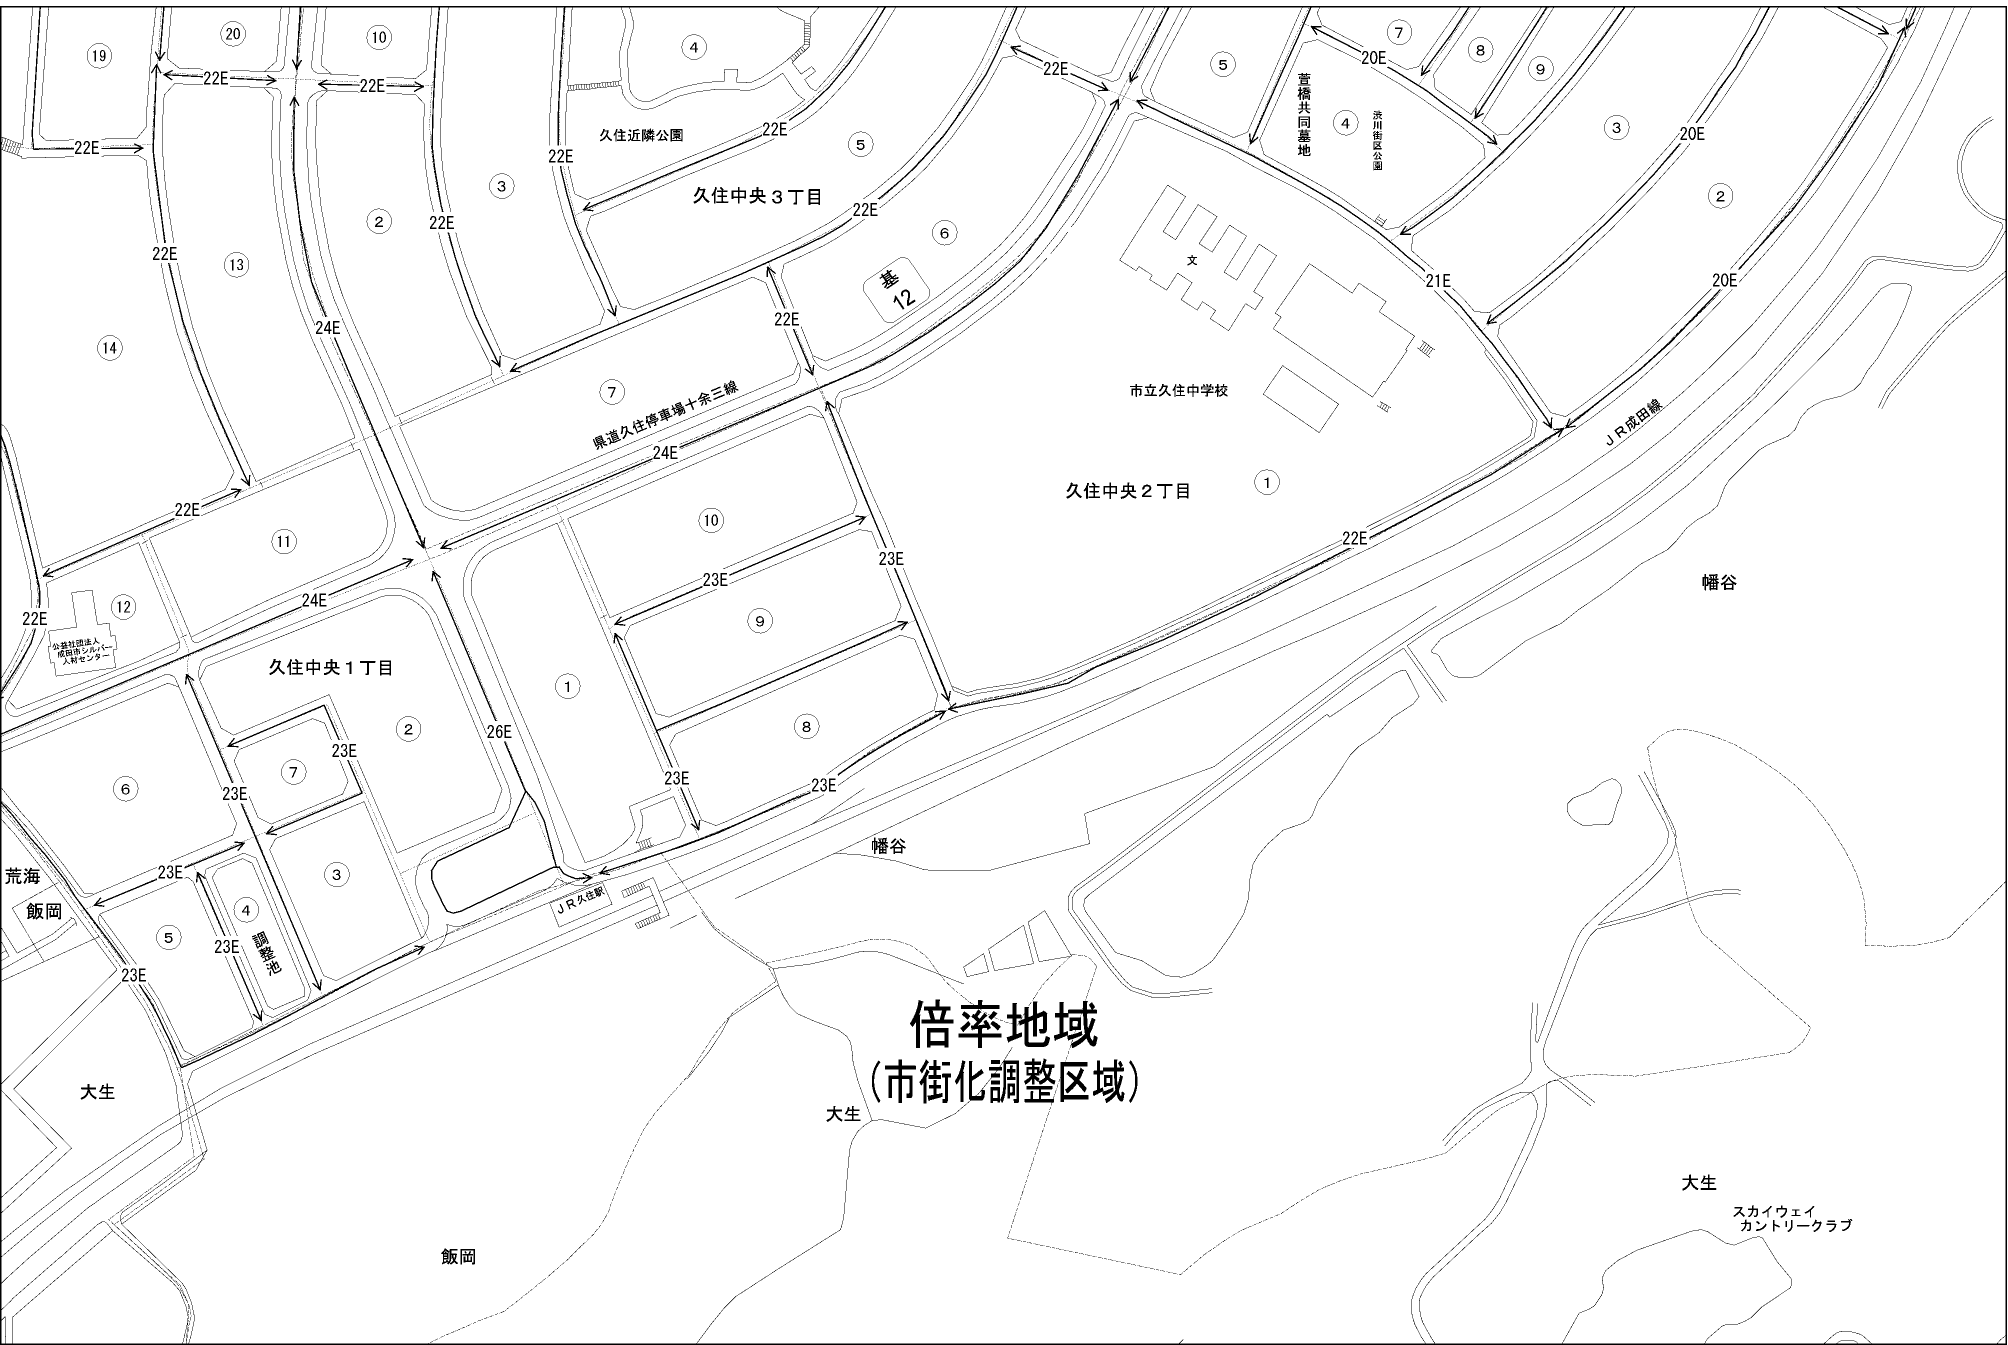 ⑲
⑳
⑩
④
⑦
⑧
⑨
⑤
22E
22E
22E
20E
22E
久住近隣公園
22E
⑤
萱橋共同墓地
④
渋川街区公園
③
20E
22E
③
久住中央3丁目
②
②
22E
22E
22E
⑥
文
⑬
基
12
21E
20E
24E
22E
⑭
⑦
市立久住中学校
県道久住停車場十余三線
JR成田線
24E
久住中央2丁目
①
22E
⑩
⑪
22E
23E
23E
幡谷
24E
⑫
22E
⑨
公益社団法人
成田市シルバー
人材センター
久住中央1丁目
①
②
26E
⑧
23E
⑦
⑥
23E
23E
23E
幡谷
荒海
飯岡
23E
③
④
調整池
JR久住駅
⑤
23E
23E
倍率地域
(市街化調整区域)
大生
大生
大生
スカイウェイ
カントリークラブ
飯岡